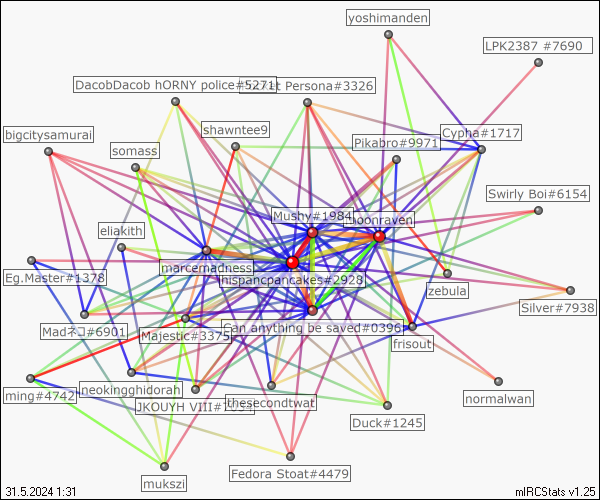 yoshimanden
LPK2387 #7690
DacobDacob hORNY police#5271
Persona#3326
bigcitysamurai
shawntee9
Cypha#1717
Pikabro#9971
somass
Swirly Boi#6154
Mushy#1984
moonraven
eliakith
marcemadness
Eg.Master#1378
hispancpancakes#2928
zebula
Silver#7938
Madネコ#6901
Majestic#3375
Can anything be saved#0396
frisout
ming#4742
neokingghidorah
JKOUYH VIII
thesecondtwat
normalwan
Duck#1245
Fedora Stoat#4479
mukszi
31.5.2024 1:31
mIRCStats v1.25